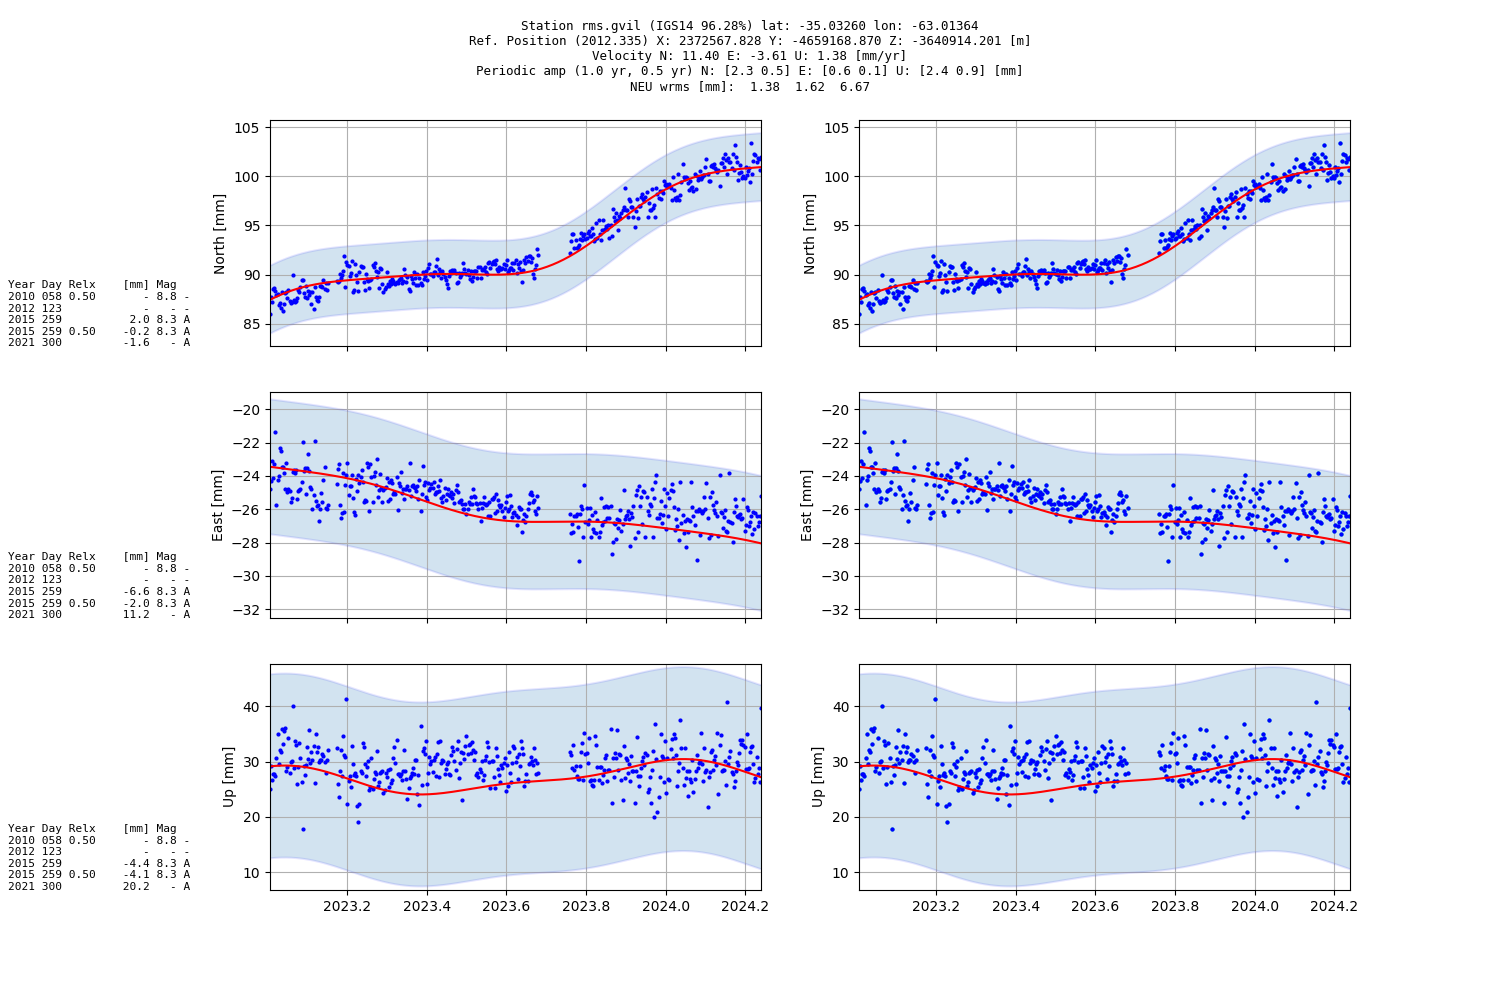 Station rms.gvil (IGS14 96.28%) lat: -35.03260 lon: -63.01364
Ref. Position (2012.335) X: 2372567.828 Y: -4659168.870 Z: -3640914.201 [m]
Velocity N: 11.40 E: -3.61 U: 1.38 [mm/yr]
Periodic amp (1.0 yr, 0.5 yr) N: [2.3 0.5] E: [0.6 0.1] U: [2.4 0.9] [mm]
NEU wrms [mm]:  1.38  1.62  6.67
Year Day Relx    [mm] Mag
2010 058 0.50       - 8.8 -
2012 123            -   - -
2015 259          2.0 8.3 A
2015 259 0.50    -0.2 8.3 A
2021 300         -1.6   - A
North [mm]
105
100
95
90
85
North [mm]
105
100
95
90
85
Year Day Relx    [mm] Mag
2010 058 0.50       - 8.8 -
2012 123            -   - -
2015 259         -6.6 8.3 A
2015 259 0.50    -2.0 8.3 A
2021 300         11.2   - A
East [mm]
−20
−22
−24
−26
−28
−30
−32
East [mm]
−20
−22
−24
−26
−28
−30
−32
Year Day Relx    [mm] Mag
2010 058 0.50       - 8.8 -
2012 123            -   - -
2015 259         -4.4 8.3 A
2015 259 0.50    -4.1 8.3 A
2021 300         20.2   - A
Up [mm]
40
30
20
10
Up [mm]
40
30
20
10
2023.2 2023.4 2023.6 2023.8 2024.0 2024.2
2023.2 2023.4 2023.6 2023.8 2024.0 2024.2